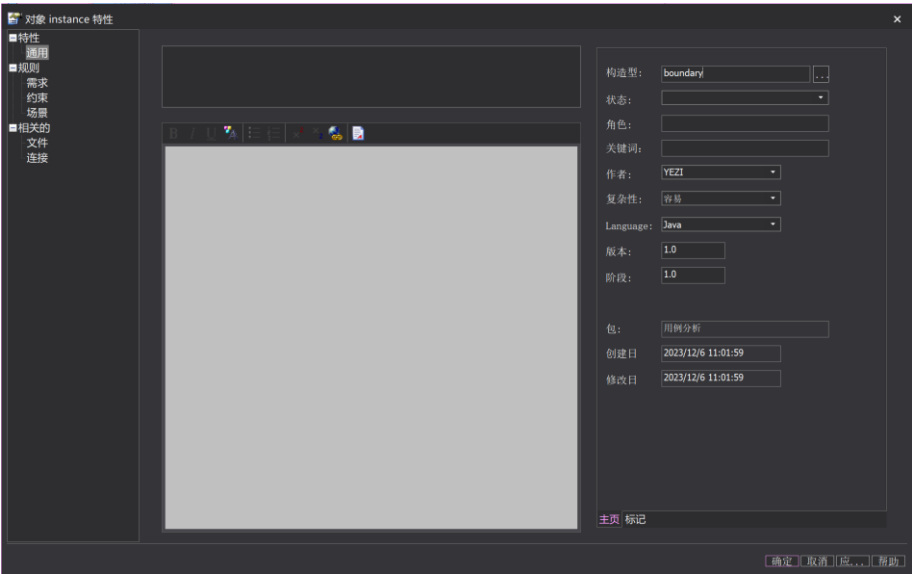 对象 instance 特性
特性
通用
规则
需求
约束
场景
相关的
文件
连接
B I U
构造型: boundary ...
状态:
角色:
关键词:
作者: YEZI
复杂性: 容易
Language: Java
版本: 1.0
阶段: 1.0
包: 用例分析
创建日 2023/12/6 11:01:59
修改日 2023/12/6 11:01:59
主页 标记
确定 取消 应... 帮助